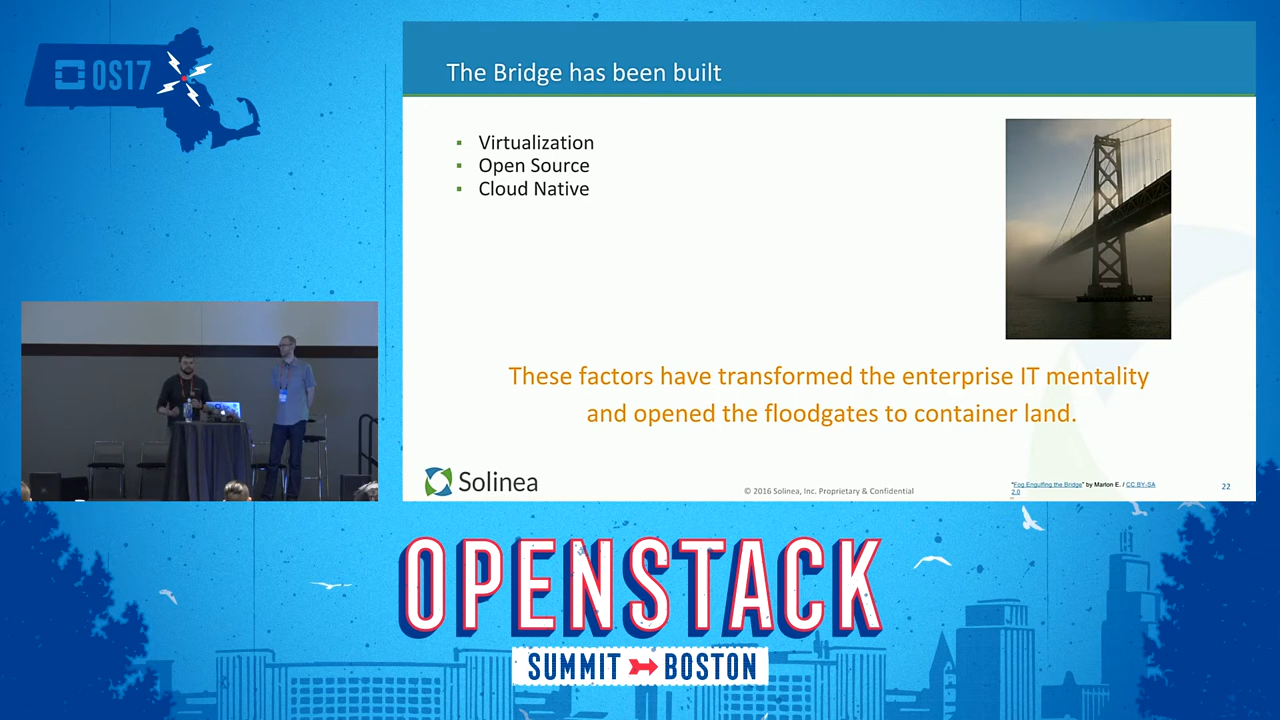 OS17
The Bridge has been built
▪ Virtualization
▪ Open Source
▪ Cloud Native
These factors have transformed the enterprise IT mentality
and opened the floodgates to container land.
Solinea
© 2016 Solinea, Inc. Proprietary & Confidential
"Fog Engulfing the Bridge" by Marlon E. / CC BY-SA
2.0
22
OPENSTACK
SUMMIT BOSTON